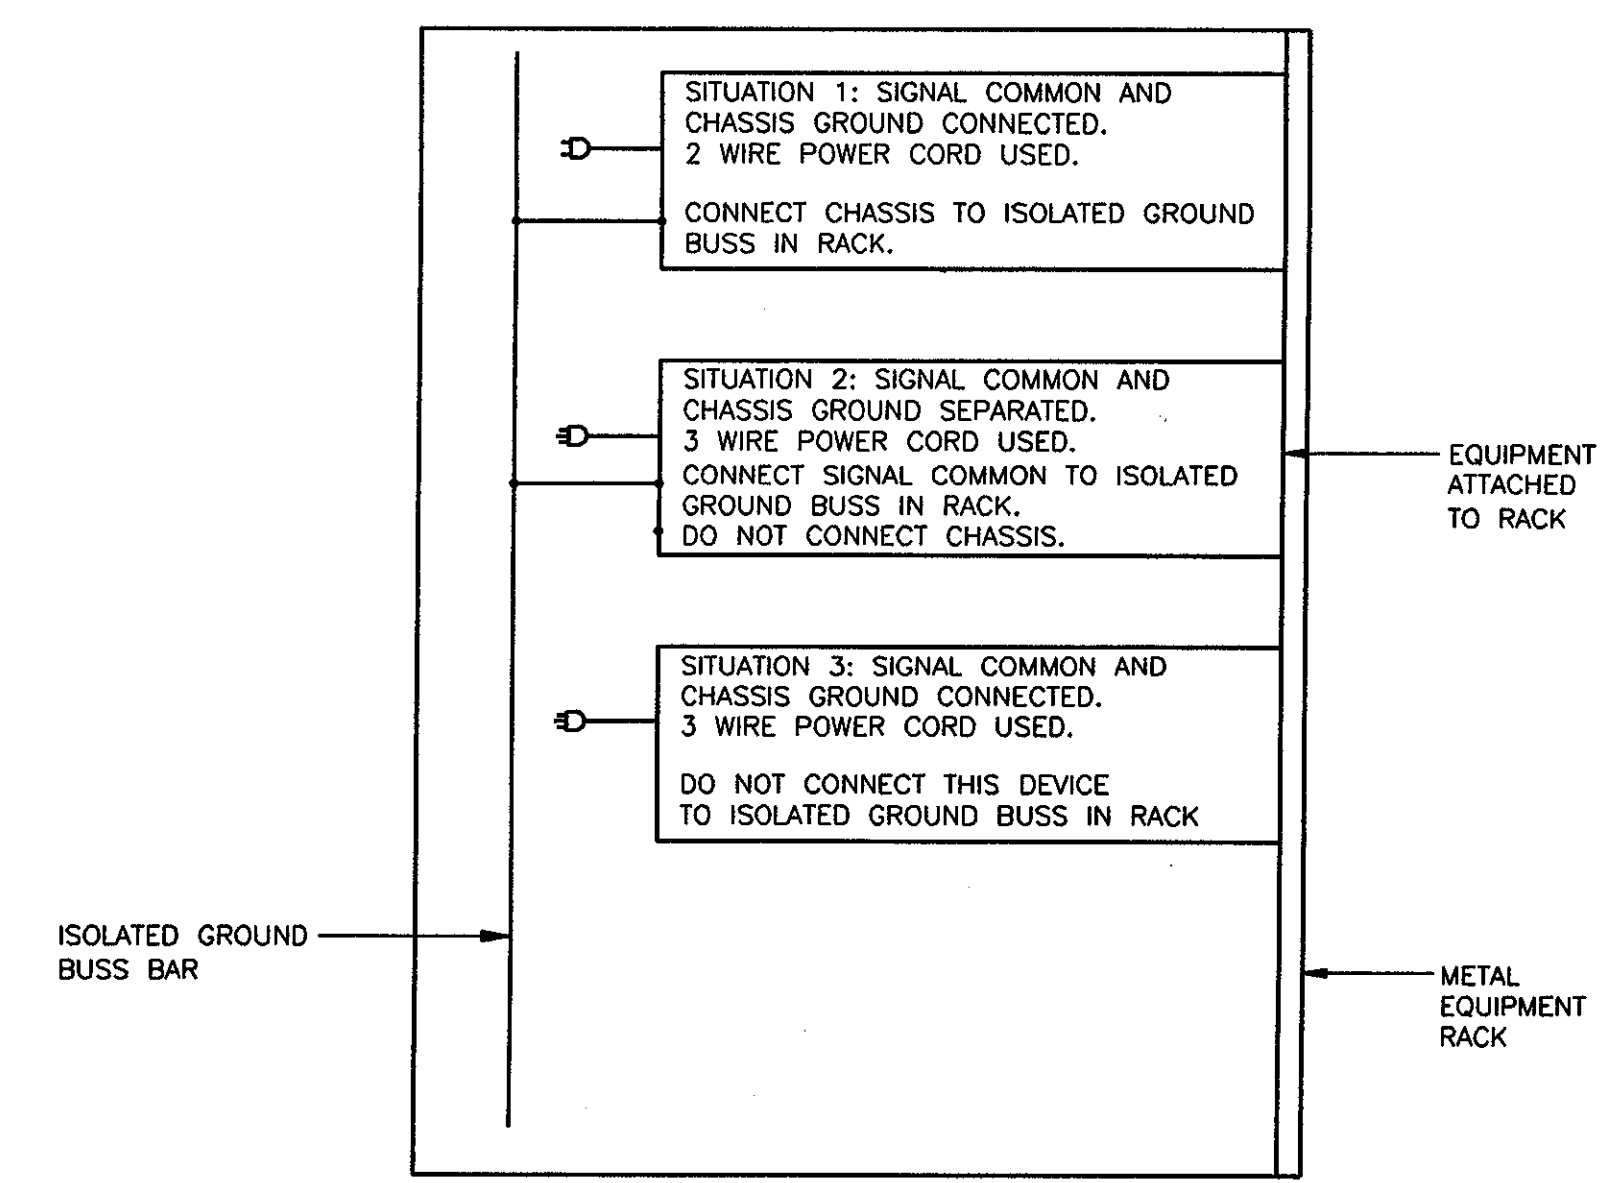 SITUATION 1: SIGNAL COMMON AND
CHASSIS GROUND CONNECTED.
2 WIRE POWER CORD USED.
CONNECT CHASSIS TO ISOLATED GROUND
BUSS IN RACK.
SITUATION 2: SIGNAL COMMON AND
CHASSIS GROUND SEPARATED.
3 WIRE POWER CORD USED.
CONNECT SIGNAL COMMON TO ISOLATED
GROUND BUSS IN RACK.
DO NOT CONNECT CHASSIS.
EQUIPMENT
ATTACHED
TO RACK
SITUATION 3: SIGNAL COMMON AND
CHASSIS GROUND CONNECTED.
3 WIRE POWER CORD USED.
DO NOT CONNECT THIS DEVICE
TO ISOLATED GROUND BUSS IN RACK
ISOLATED GROUND
BUSS BAR
METAL
EQUIPMENT
RACK